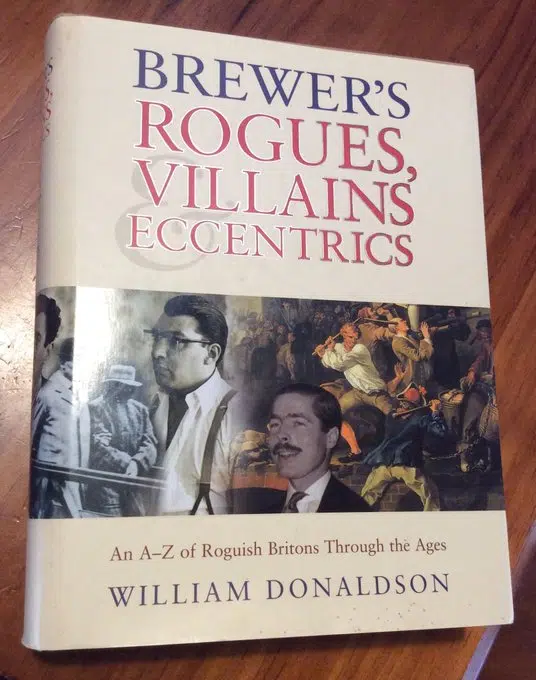 BREWER'S
ROGUES,
VILLAINS
&
ECCENTRICS
An A–Z of Roguish Britons Through the Ages
WILLIAM DONALDSON